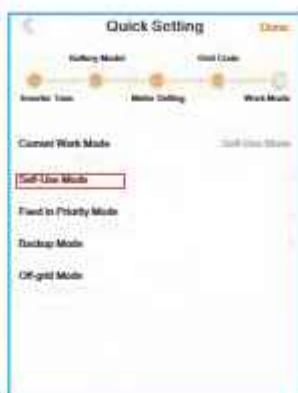 Quick Setting Done
Battery Model Grid Code
Inverter Time Meter Setting Work Mode
Current Work Mode Self-Use Mode
Self-Use Mode
Feed in Priority Mode
Backup Mode
Off-grid Mode